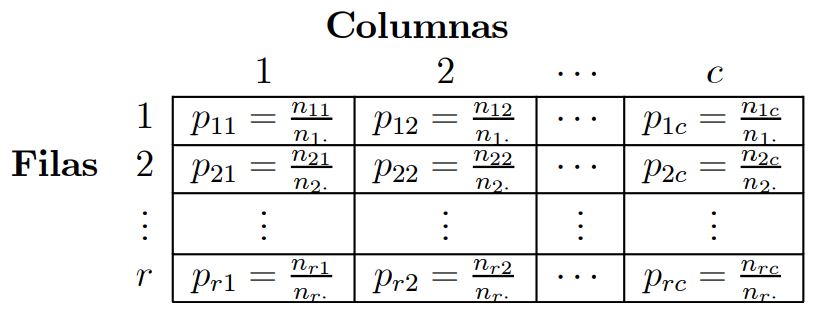 Columnas
1 2 ⋯ c
1 p₁₁ = n₁₁/n₁. p₁₂ = n₁₂/n₁. ⋯ p₁c = n₁c/n₁.
Filas 2 p₂₁ = n₂₁/n₂. p₂₂ = n₂₂/n₂. ⋯ p₂c = n₂c/n₂.
⋮ ⋮ ⋮ ⋮ ⋮
r pᵣ₁ = nᵣ₁/nᵣ. pᵣ₂ = nᵣ₂/nᵣ. ⋯ pᵣc = nᵣc/nᵣ.